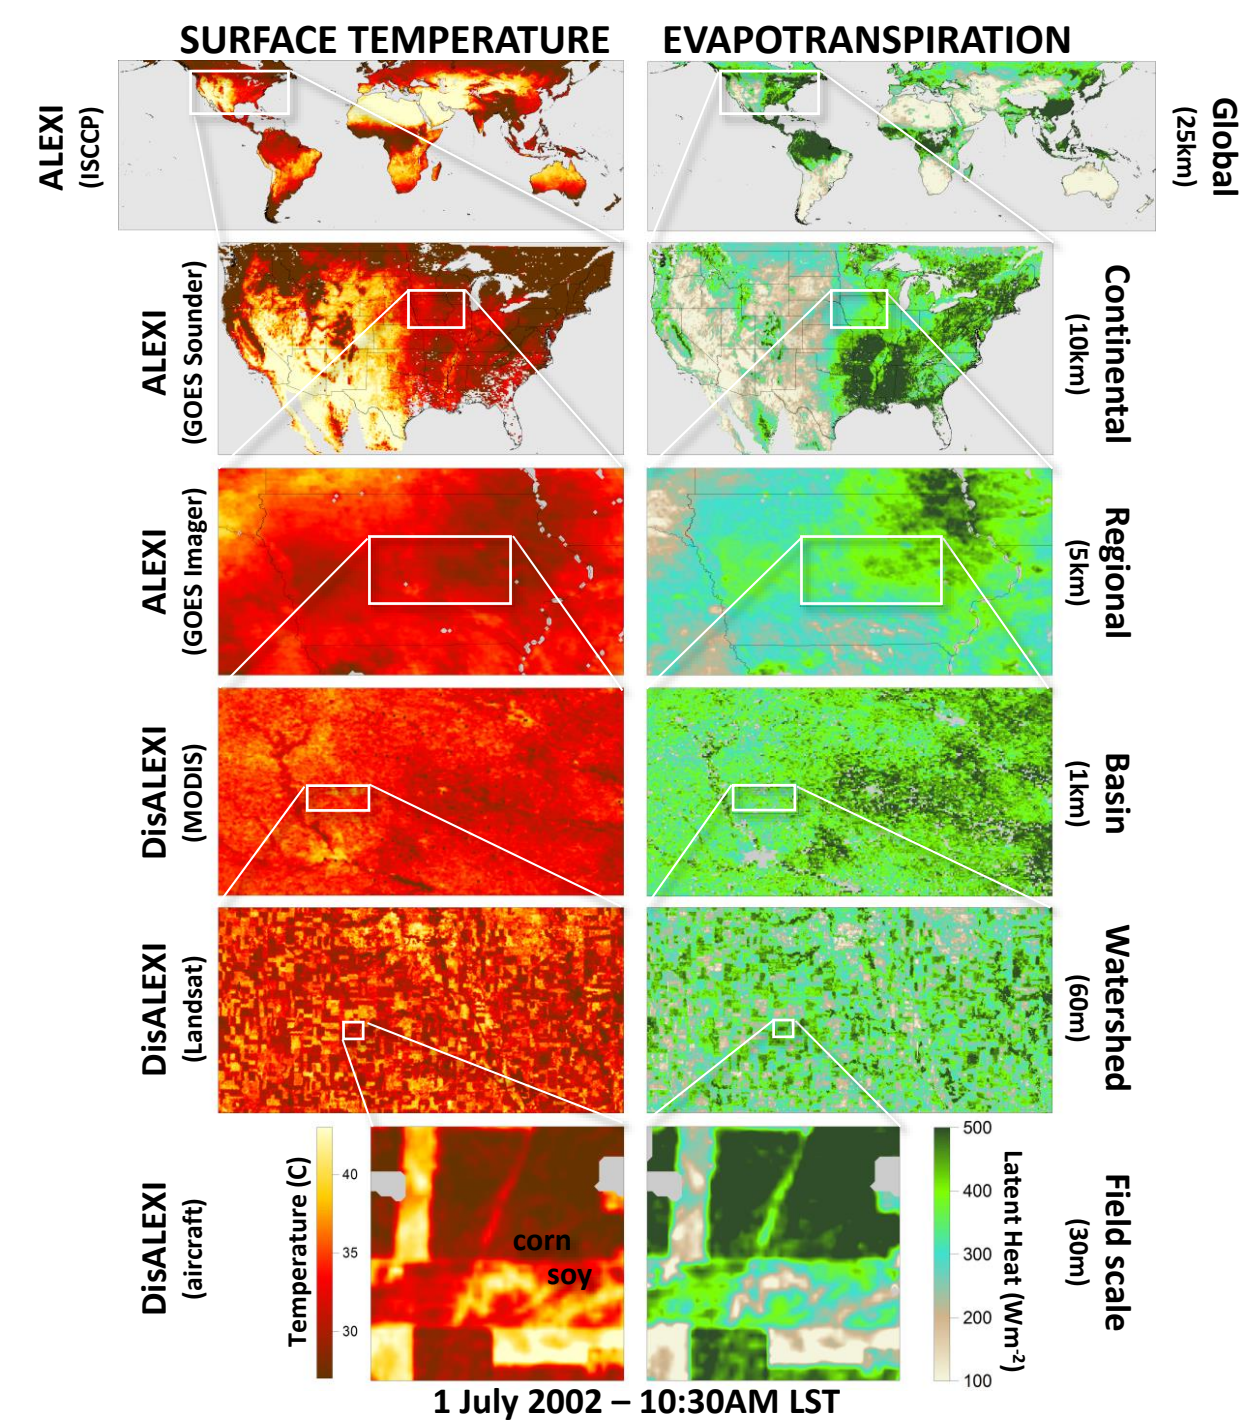 SURFACE TEMPERATURE
EVAPOTRANSPIRATION
ALEXI
(ISCCP)
Global
(25km)
ALEXI
(GOES Sounder)
Continental
(10km)
ALEXI
(GOES Imager)
Regional
(5km)
DisALEXI
(MODIS)
Basin
(1km)
DisALEXI
(Landsat)
Watershed
(60m)
DisALEXI
(aircraft)
Temperature (C)
40
35
30
corn
soy
500
400
300
200
100
Latent Heat (Wm-2)
Field scale
(30m)
1 July 2002 – 10:30AM LST